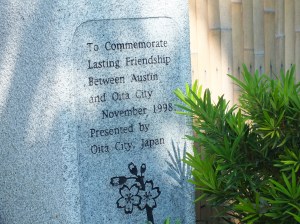 To Commemorate
Lasting Friendship
Between Austin
and Oita City
November 1998
Presented by
Oita City, Japan